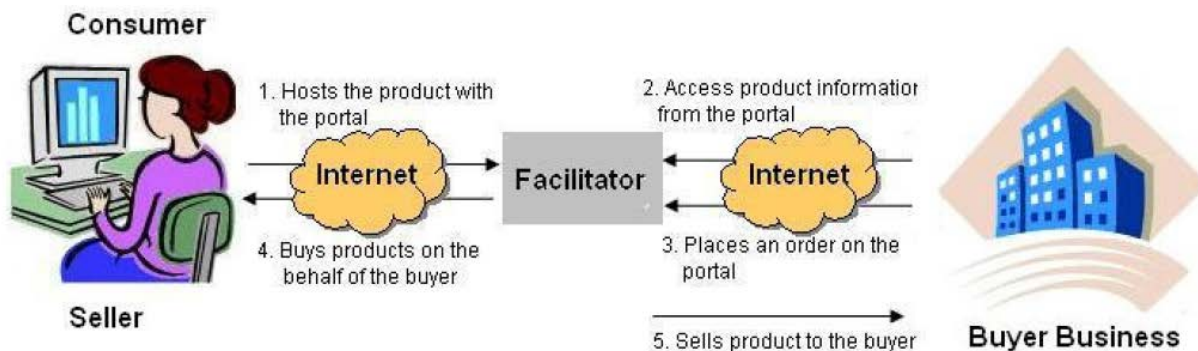 Consumer
1. Hosts the product with
the portal
2. Access product information
from the portal
Internet
Facilitator
Internet
4. Buys products on the
behalf of the buyer
3. Places an order on the
portal
Seller
5. Sells product to the buyer
Buyer Business